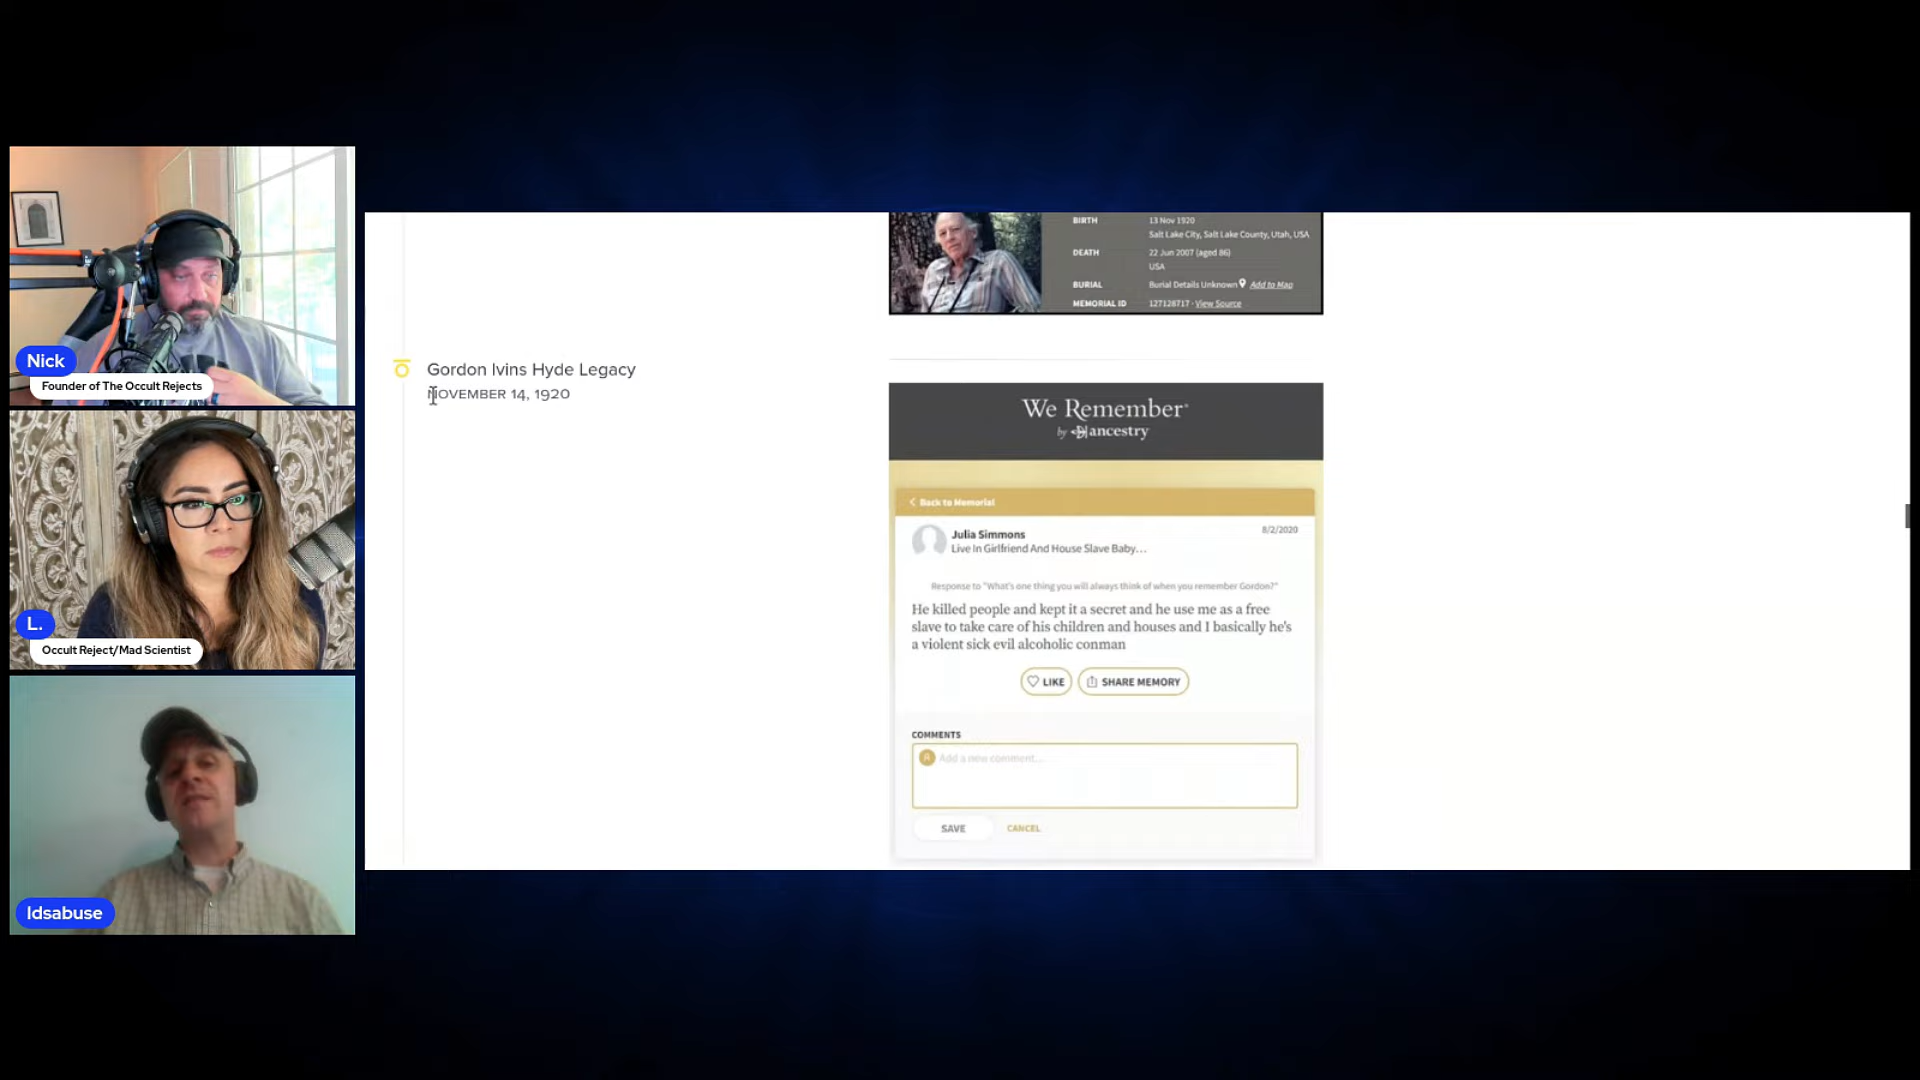 Nick
Founder of The Occult Rejects
L.
Occult Reject/Mad Scientist
Idsabuse
BIRTH 13 Nov 1920
Salt Lake City, Salt Lake County, Utah, USA
DEATH 22 Jun 2007 (aged 86)
USA
BURIAL Burial Details Unknown Add to Map
MEMORIAL ID 127128717 · View Source
Gordon Ivins Hyde Legacy
NOVEMBER 14, 1920
We Remember
by ancestry
< Back to Memorial
Julia Simmons 8/2/2020
Live In Girlfriend And House Slave Baby...
Response to "What's one thing you will always think of when you remember Gordon?"
He killed people and kept it a secret and he use me as a free
slave to take care of his children and houses and I basically he's
a violent sick evil alcoholic conman
LIKE SHARE MEMORY
COMMENTS
Add a new comment...
SAVE CANCEL